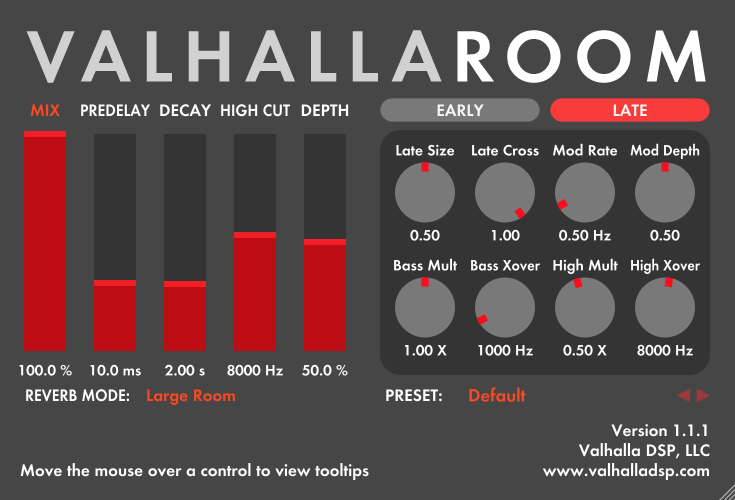 VALHALLAROOM
MIX PREDELAY DECAY HIGH CUT DEPTH
100.0 % 10.0 ms 2.00 s 8000 Hz 50.0 %
REVERB MODE: Large Room
EARLY LATE
Late Size Late Cross Mod Rate Mod Depth
0.50 1.00 0.50 Hz 0.50
Bass Mult Bass Xover High Mult High Xover
1.00 X 1000 Hz 0.50 X 8000 Hz
PRESET: Default
Version 1.1.1
Valhalla DSP, LLC
www.valhalladsp.com
Move the mouse over a control to view tooltips